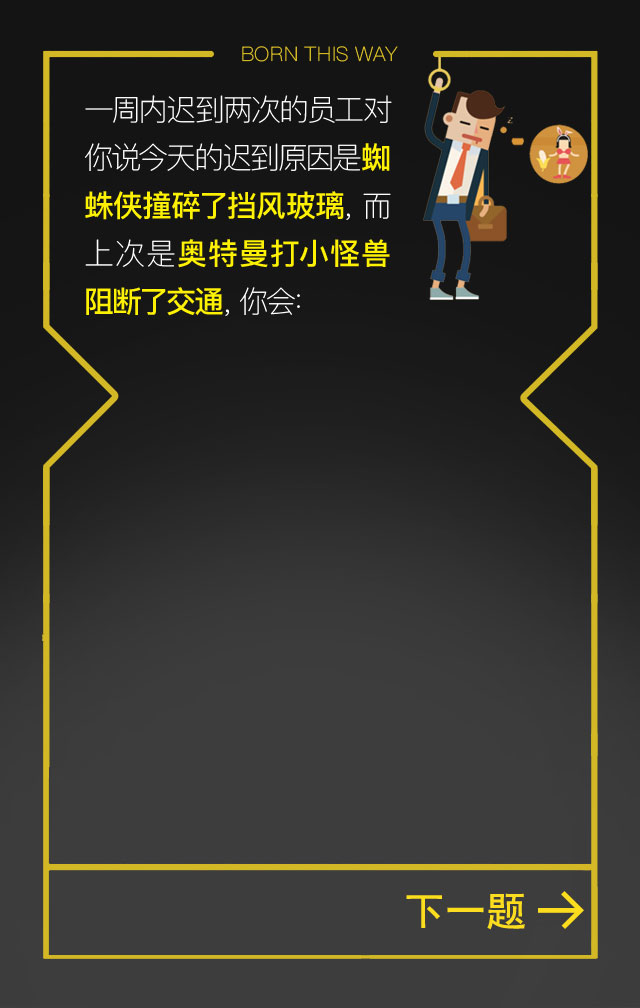 BORN THIS WAY
一周内迟到两次的员工对
你说今天的迟到原因是蜘
蛛侠撞碎了挡风玻璃, 而
上次是奥特曼打小怪兽
阻断了交通, 你会:
z
下一题